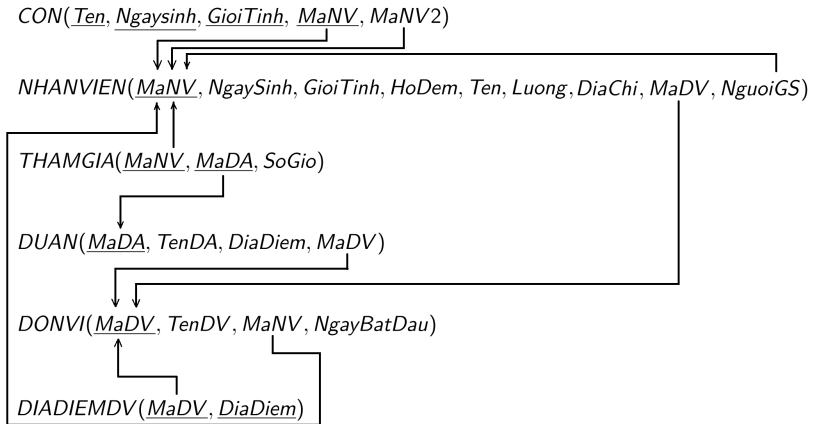 CON(Ten, Ngaysinh, GioiTinh, MaNV, MaNV2)
NHANVIEN(MaNV, NgaySinh, GioiTinh, HoDem, Ten, Luong, DiaChi, MaDV, NguoiGS)
THAMGIA(MaNV, MaDA, SoGio)
DUAN(MaDA, TenDA, DiaDiem, MaDV)
DONVI(MaDV, TenDV, MaNV, NgayBatDau)
DIADIEMDV(MaDV, DiaDiem)